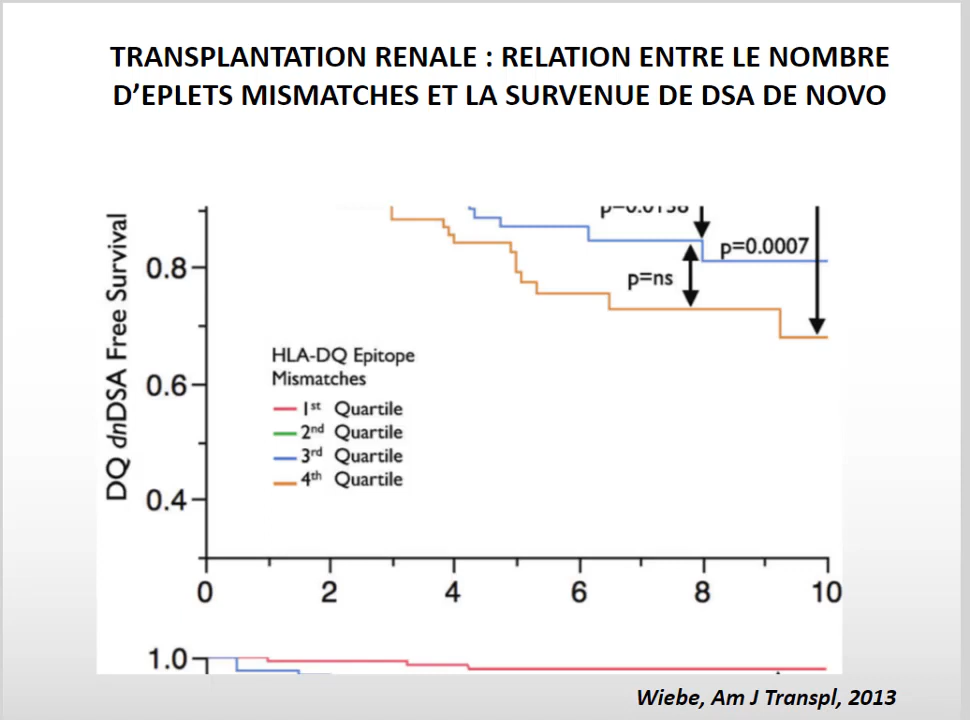 TRANSPLANTATION RENALE : RELATION ENTRE LE NOMBRE
D'EPLETS MISMATCHES ET LA SURVENUE DE DSA DE NOVO
p=0.0007
0.8
p=ns
DQ dnDSA Free Survival
HLA-DQ Epitope
Mismatches
0.6
1st Quartile
2nd Quartile
3rd Quartile
4th Quartile
0.4
0 2 4 6 8 10
1.0
Wiebe, Am J Transpl, 2013